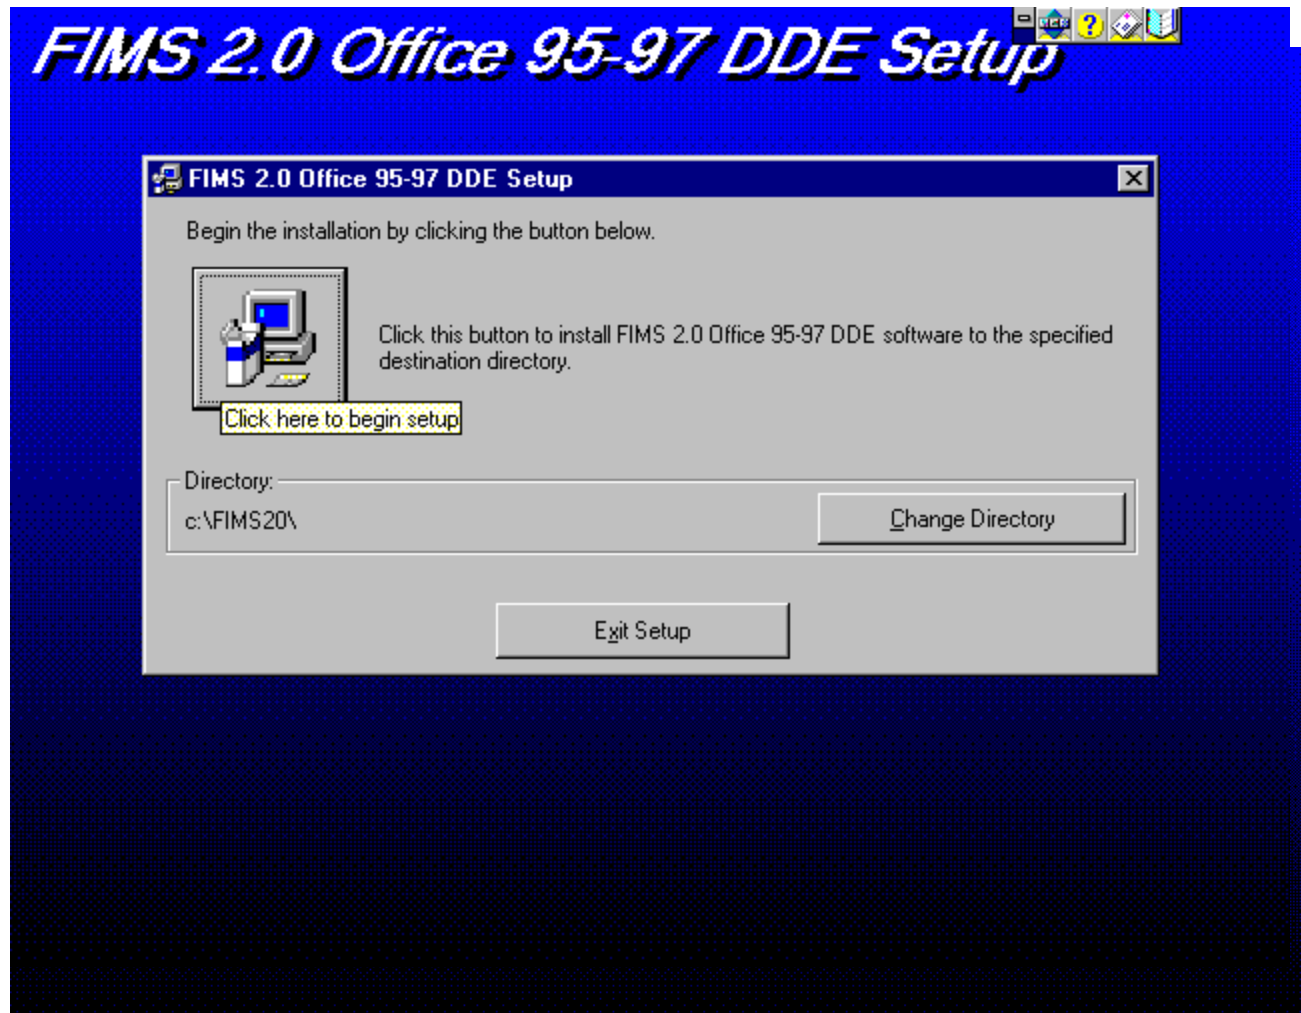 FIMS 2.0 Office 95-97 DDE Setup
FIMS 2.0 Office 95-97 DDE Setup
Begin the installation by clicking the button below.
Click this button to install FIMS 2.0 Office 95-97 DDE software to the specified
destination directory.
Click here to begin setup
Directory:
c:\FIMS20\
Change Directory
Exit Setup